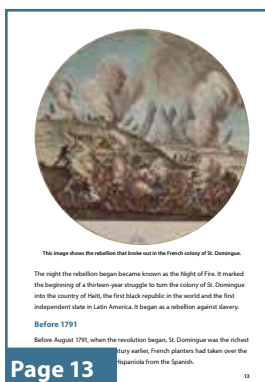 This image shows the rebellion that broke out in the French colony of St. Domingue.
The night the rebellion began became known as the Night of Fire. It marked
the beginning of a thirteen-year struggle to turn the colony of St. Domingue
into the country of Haiti, the first black republic in the world and the first
independent state in Latin America. It began as a rebellion against slavery.
Before 1791
Before August 1791, when the revolution began, St. Domingue was the richest
earlier, French planters had taken over the
Hispaniola from the Spanish.
Page 13
13